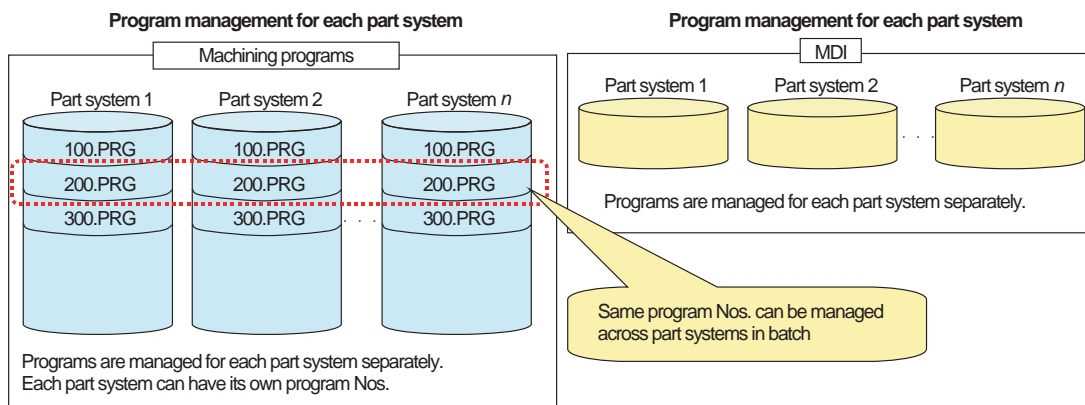 Program management for each part system
Machining programs
Part system 1
Part system 2
Part system n
100.PRG
100.PRG
100.PRG
200.PRG
200.PRG
200.PRG
300.PRG
300.PRG
. . .
300.PRG
Programs are managed for each part system separately.
Each part system can have its own program Nos.
Program management for each part system
MDI
Part system 1
Part system 2
Part system n
. . .
Programs are managed for each part system separately.
Same program Nos. can be managed
across part systems in batch